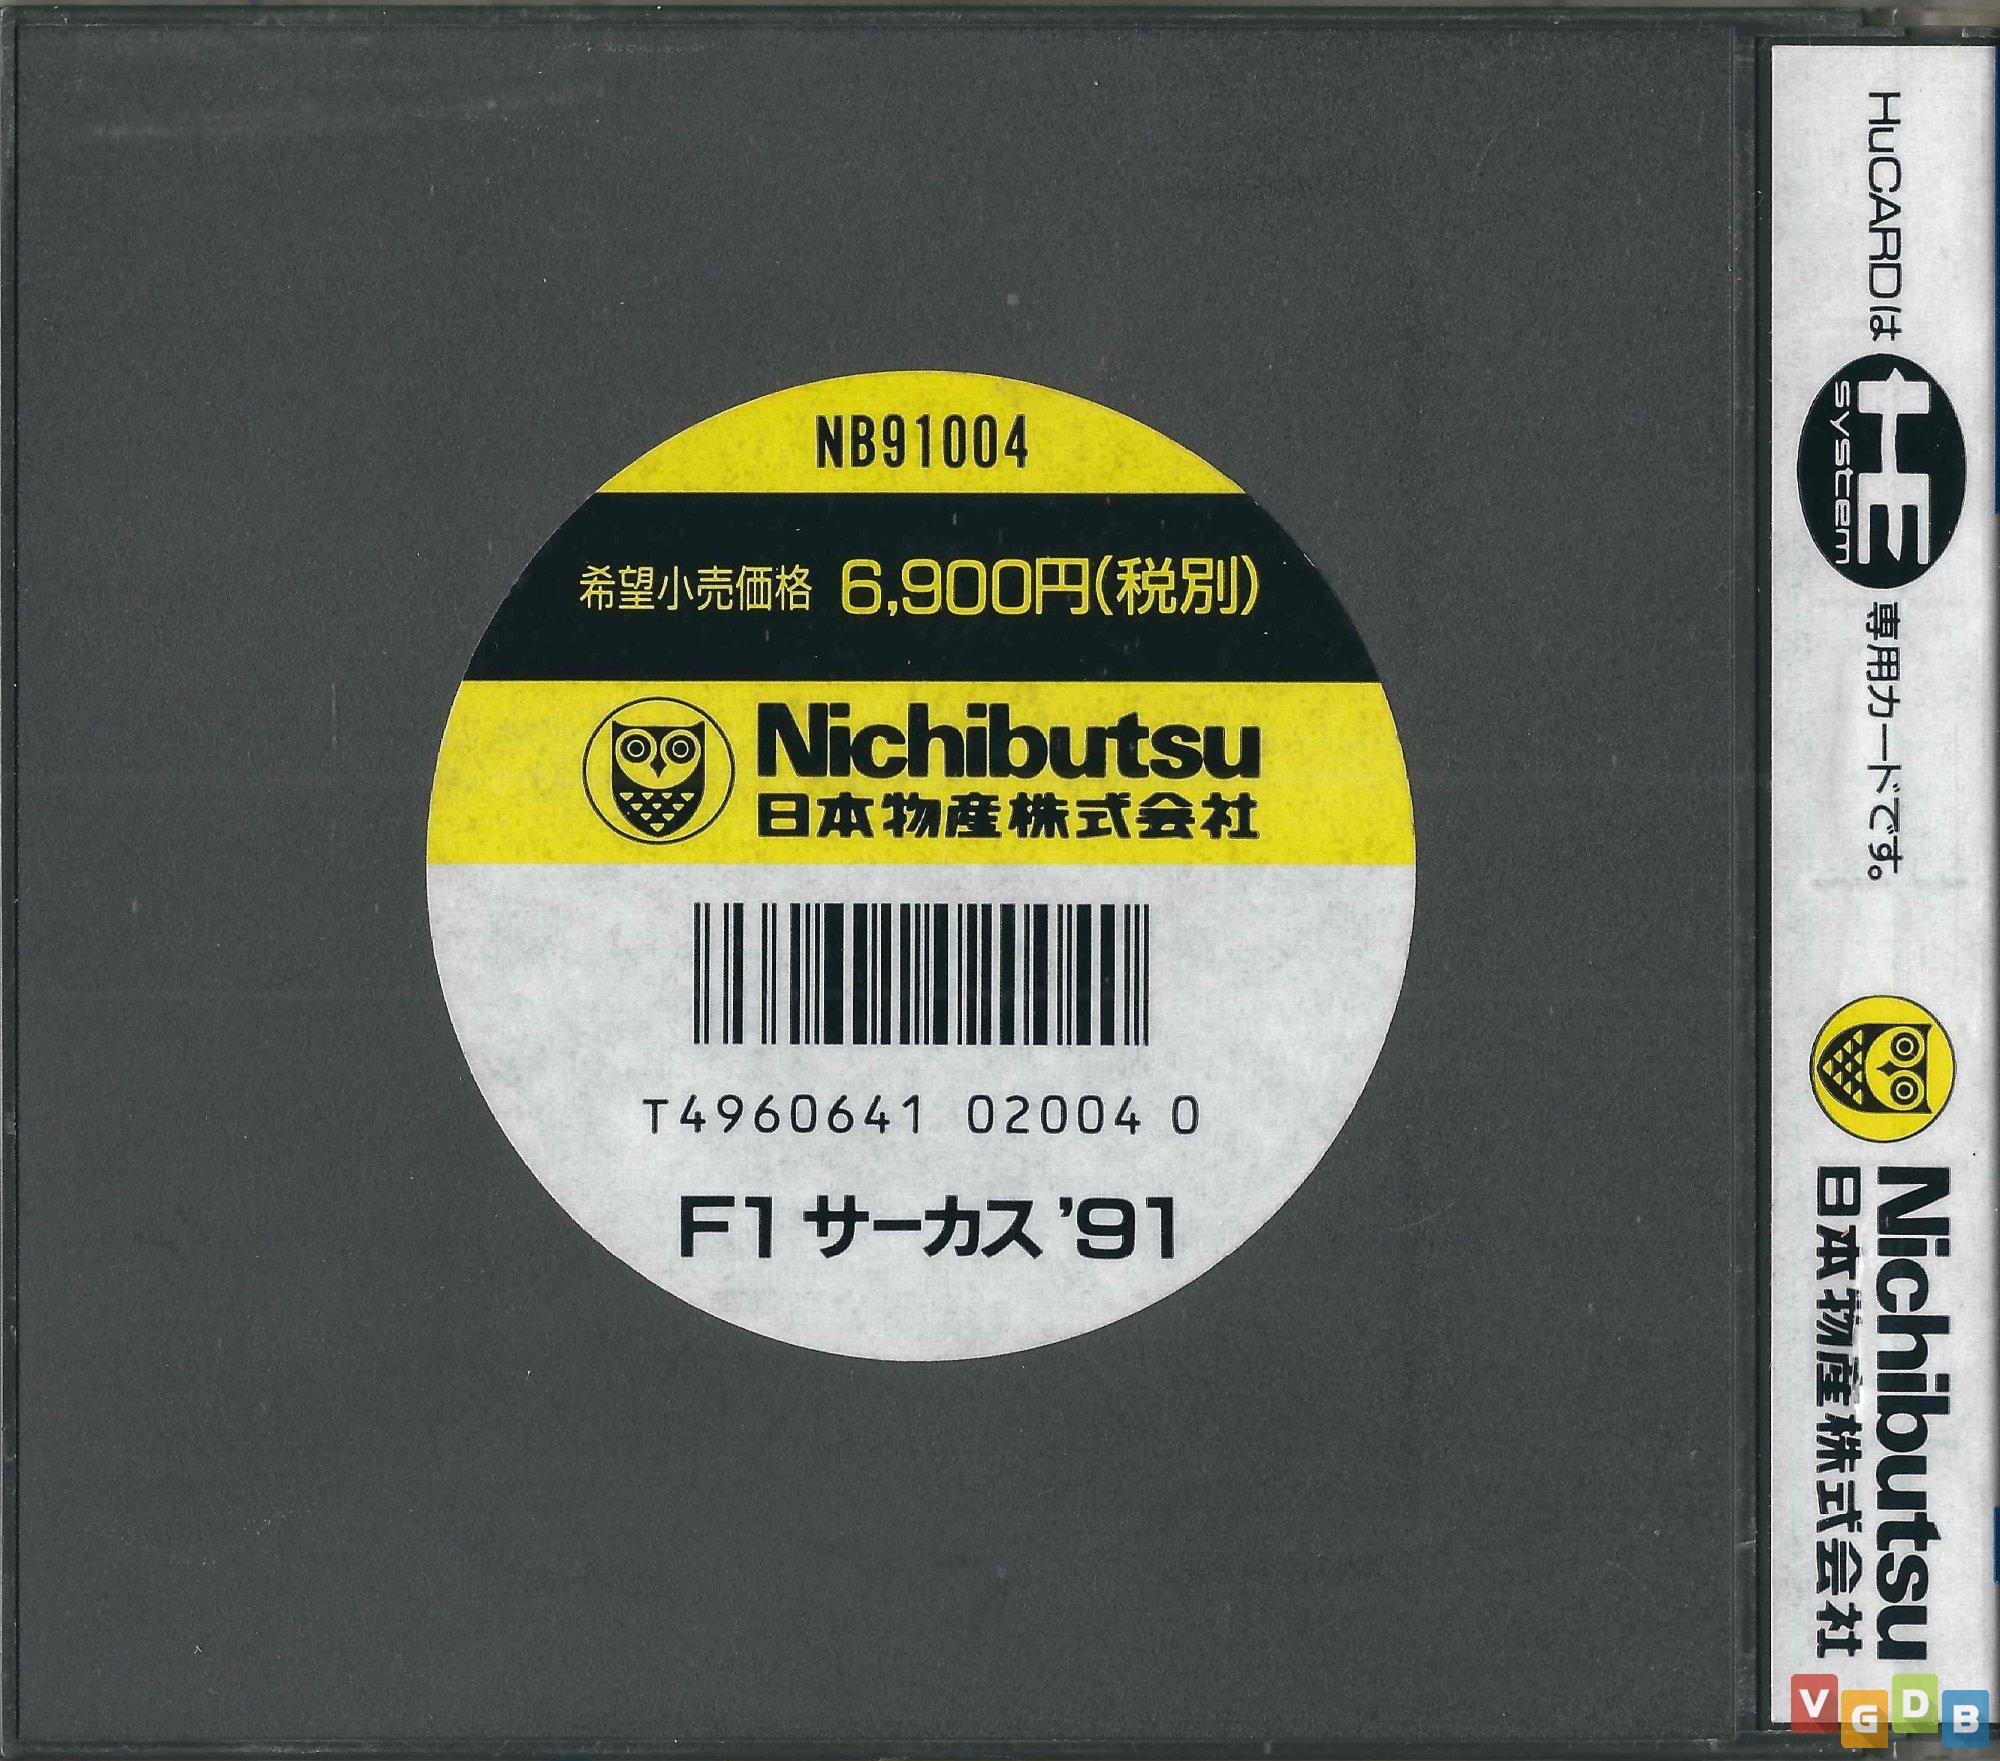 NB91004
希望小売価格 6,900円(税別)
Nichibutsu
日本物産株式会社
T4960641 02004 0
F1 サーカス '91
HuCARDは HE system 専用カードです。
Nichibutsu
日本物産株式会社
VGDB